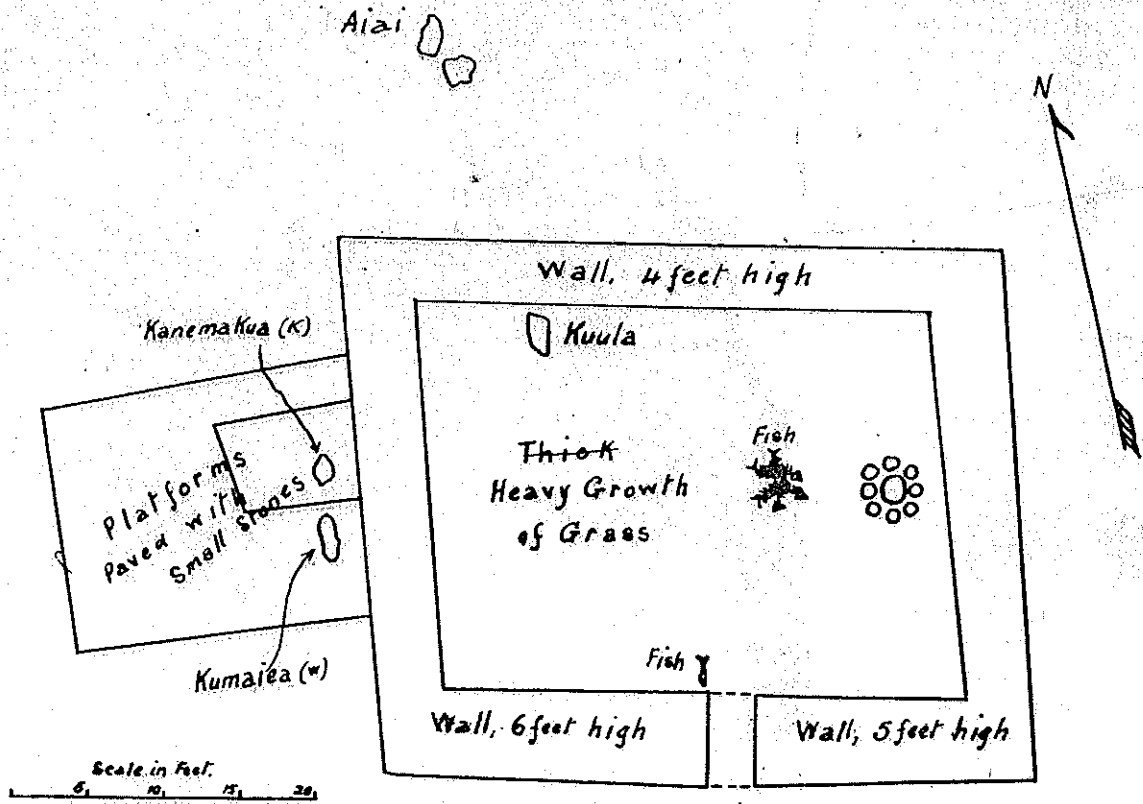 Aiai
N
Wall, 4 feet high
Kanemakua (K)
Kuula
Thick
Heavy Growth
of Grass
Fish
Platforms
Paved with
Small Stones
Kumaiea (w)
Fish
Wall, 6 feet high
Wall, 5 feet high
Scale in Feet.
5 10 15 20